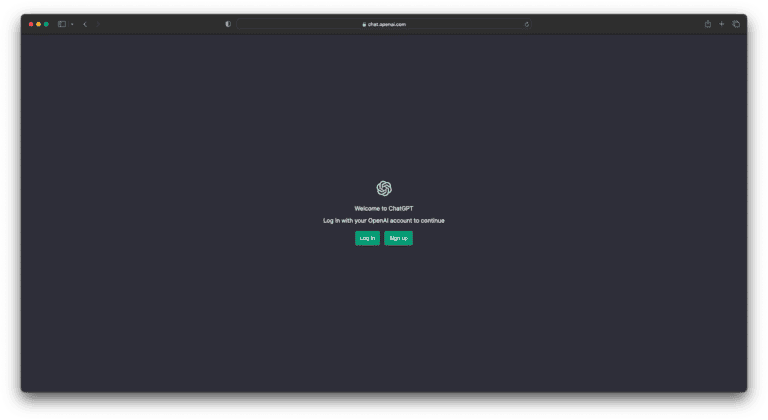 chat.openai.com
Welcome to ChatGPT
Log in with your OpenAI account to continue
Log in
Sign up